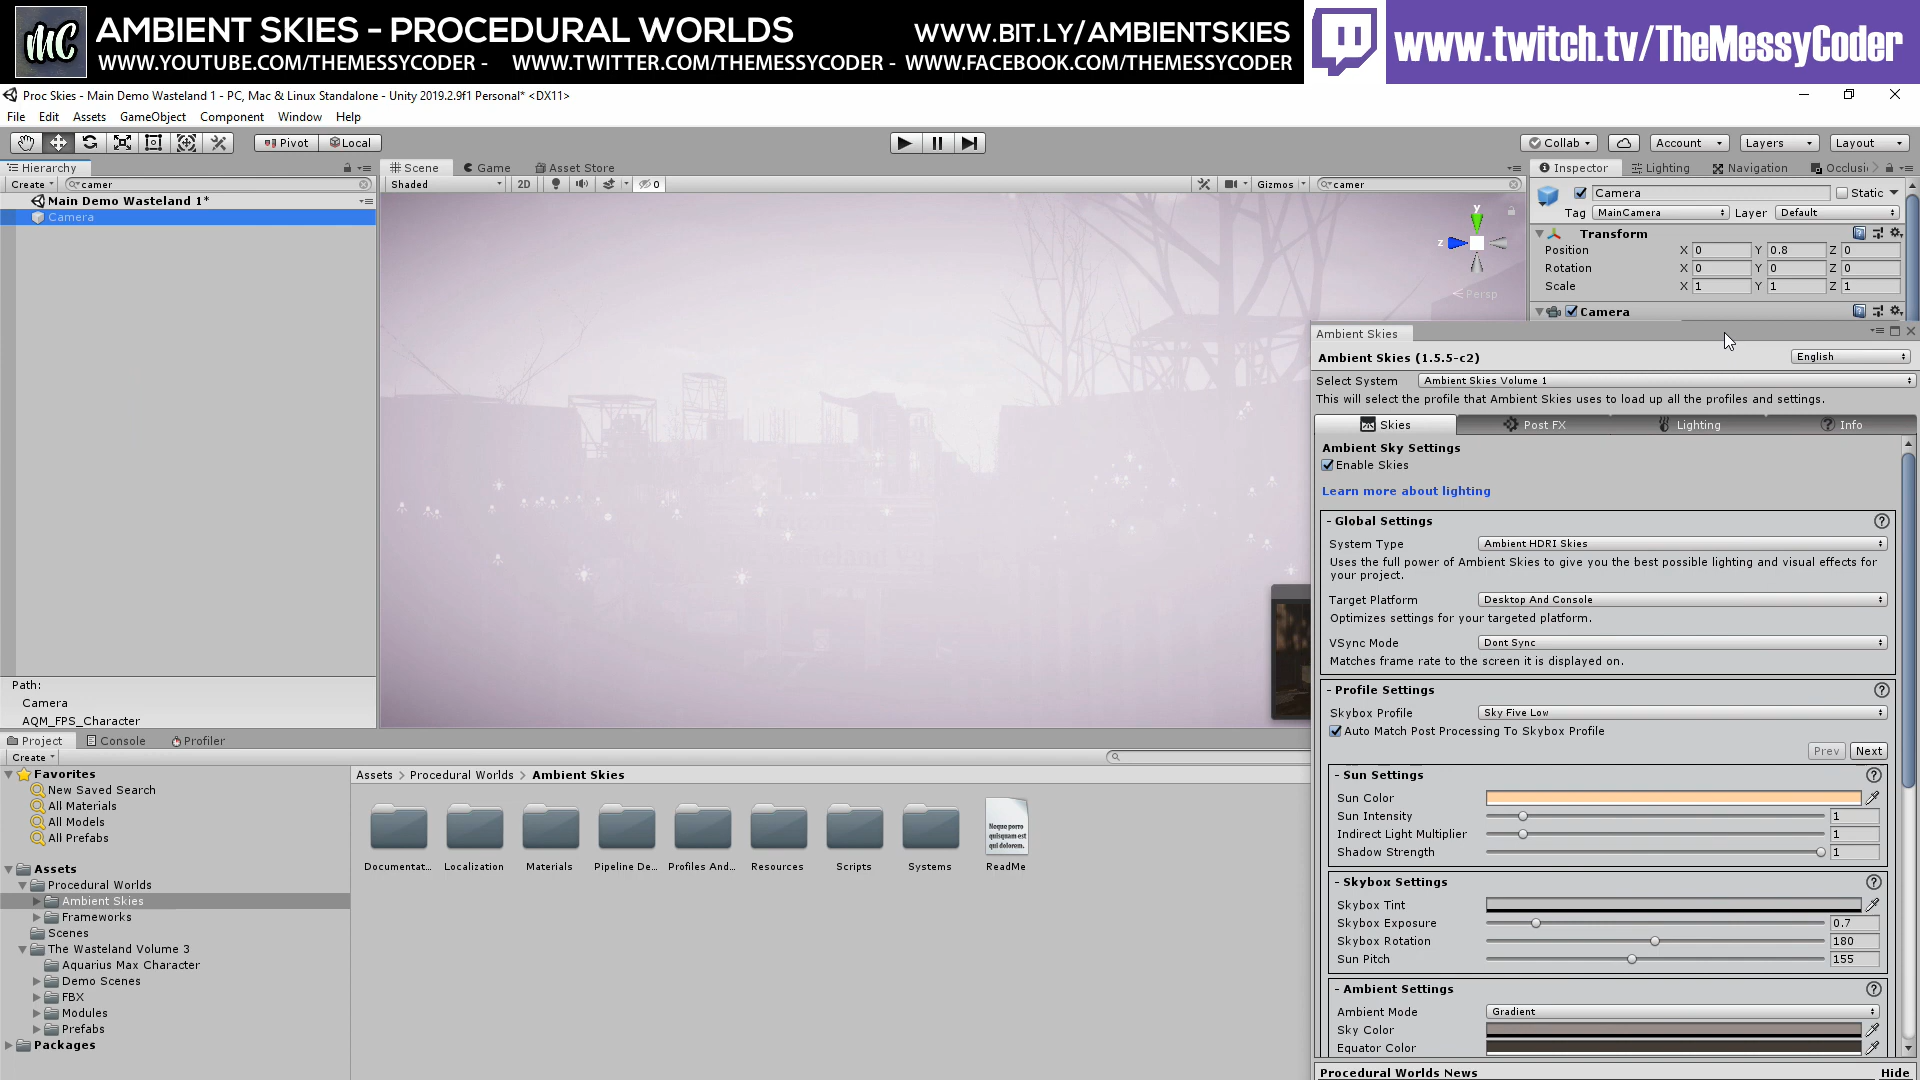 MC
AMBIENT SKIES - PROCEDURAL WORLDS
WWW.BIT.LY/AMBIENTSKIES
WWW.YOUTUBE.COM/THEMESSYCODER - WWW.TWITTER.COM/THEMESSYCODER - WWW.FACEBOOK.COM/THEMESSYCODER
www.twitch.tv/TheMessyCoder
Proc Skies - Main Demo Wasteland 1 - PC, Mac & Linux Standalone - Unity 2019.2.9f1 Personal* <DX11>
File Edit Assets GameObject Component Window Help
Pivot Local
Collab Account Layers Layout
Hierarchy
Create camer
Main Demo Wasteland 1*
Camera
Path:
Camera
AQM_FPS_Character
Scene Game Asset Store
Shaded 2D 0 Gizmos camer
y
z
Persp
Inspector Lighting Navigation Occlusi
Camera Static
Tag MainCamera Layer Default
Transform
Position X 0 Y 0.8 Z 0
Rotation X 0 Y 0 Z 0
Scale X 1 Y 1 Z 1
Camera
Ambient Skies
Ambient Skies (1.5.5-c2) English
Select System Ambient Skies Volume 1
This will select the profile that Ambient Skies uses to load up all the profiles and settings.
Skies Post FX Lighting Info
Ambient Sky Settings
Enable Skies
Learn more about lighting
- Global Settings
System Type Ambient HDRI Skies
Uses the full power of Ambient Skies to give you the best possible lighting and visual effects for
your project.
Target Platform Desktop And Console
Optimizes settings for your targeted platform.
VSync Mode Dont Sync
Matches frame rate to the screen it is displayed on.
- Profile Settings
Skybox Profile Sky Five Low
Auto Match Post Processing To Skybox Profile
Prev Next
- Sun Settings
Sun Color
Sun Intensity 1
Indirect Light Multiplier 1
Shadow Strength 1
- Skybox Settings
Skybox Tint
Skybox Exposure 0.7
Skybox Rotation 180
Sun Pitch 155
- Ambient Settings
Ambient Mode Gradient
Sky Color
Equator Color
Procedural Worlds News Hide
Project Console Profiler
Create
Favorites
New Saved Search
All Materials
All Models
All Prefabs
Assets
Procedural Worlds
Ambient Skies
Frameworks
Scenes
The Wasteland Volume 3
Aquarius Max Character
Demo Scenes
FBX
Modules
Prefabs
Packages
Assets > Procedural Worlds > Ambient Skies
Neque porro
quisquam est
qui dolorem.
Documentat... Localization Materials Pipeline De... Profiles And... Resources Scripts Systems ReadMe